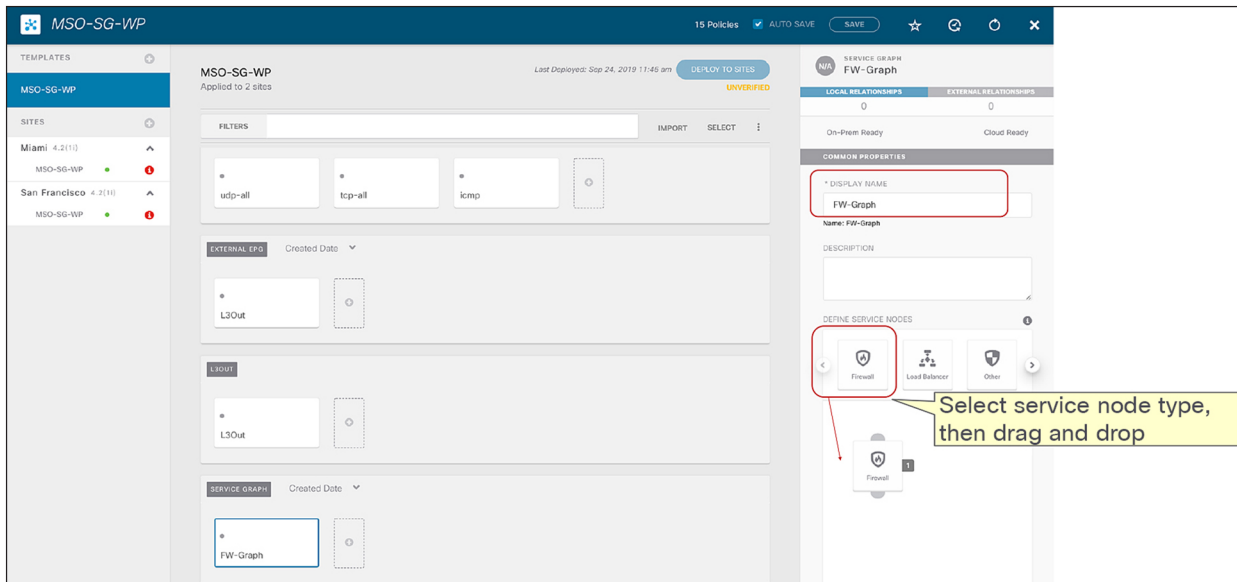 MSO-SG-WP
15 Policies AUTO SAVE SAVE
TEMPLATES
MSO-SG-WP
SITES
Miami 4.2(1i)
MSO-SG-WP
San Francisco 4.2(1i)
MSO-SG-WP
MSO-SG-WP
Applied to 2 sites
Last Deployed: Sep 24, 2019 11:46 am DEPLOY TO SITES
UNVERIFIED
FILTERS IMPORT SELECT
udp-all tcp-all icmp
EXTERNAL EPG Created Date
L3Out
L3OUT
L3Out
SERVICE GRAPH Created Date
FW-Graph
N/A
SERVICE GRAPH
FW-Graph
LOCAL RELATIONSHIPS EXTERNAL RELATIONSHIPS
0 0
On-Prem Ready Cloud Ready
COMMON PROPERTIES
* DISPLAY NAME
FW-Graph
Name: FW-Graph
DESCRIPTION
DEFINE SERVICE NODES
Firewall Load Balancer Other
Select service node type,
then drag and drop
Firewall 1